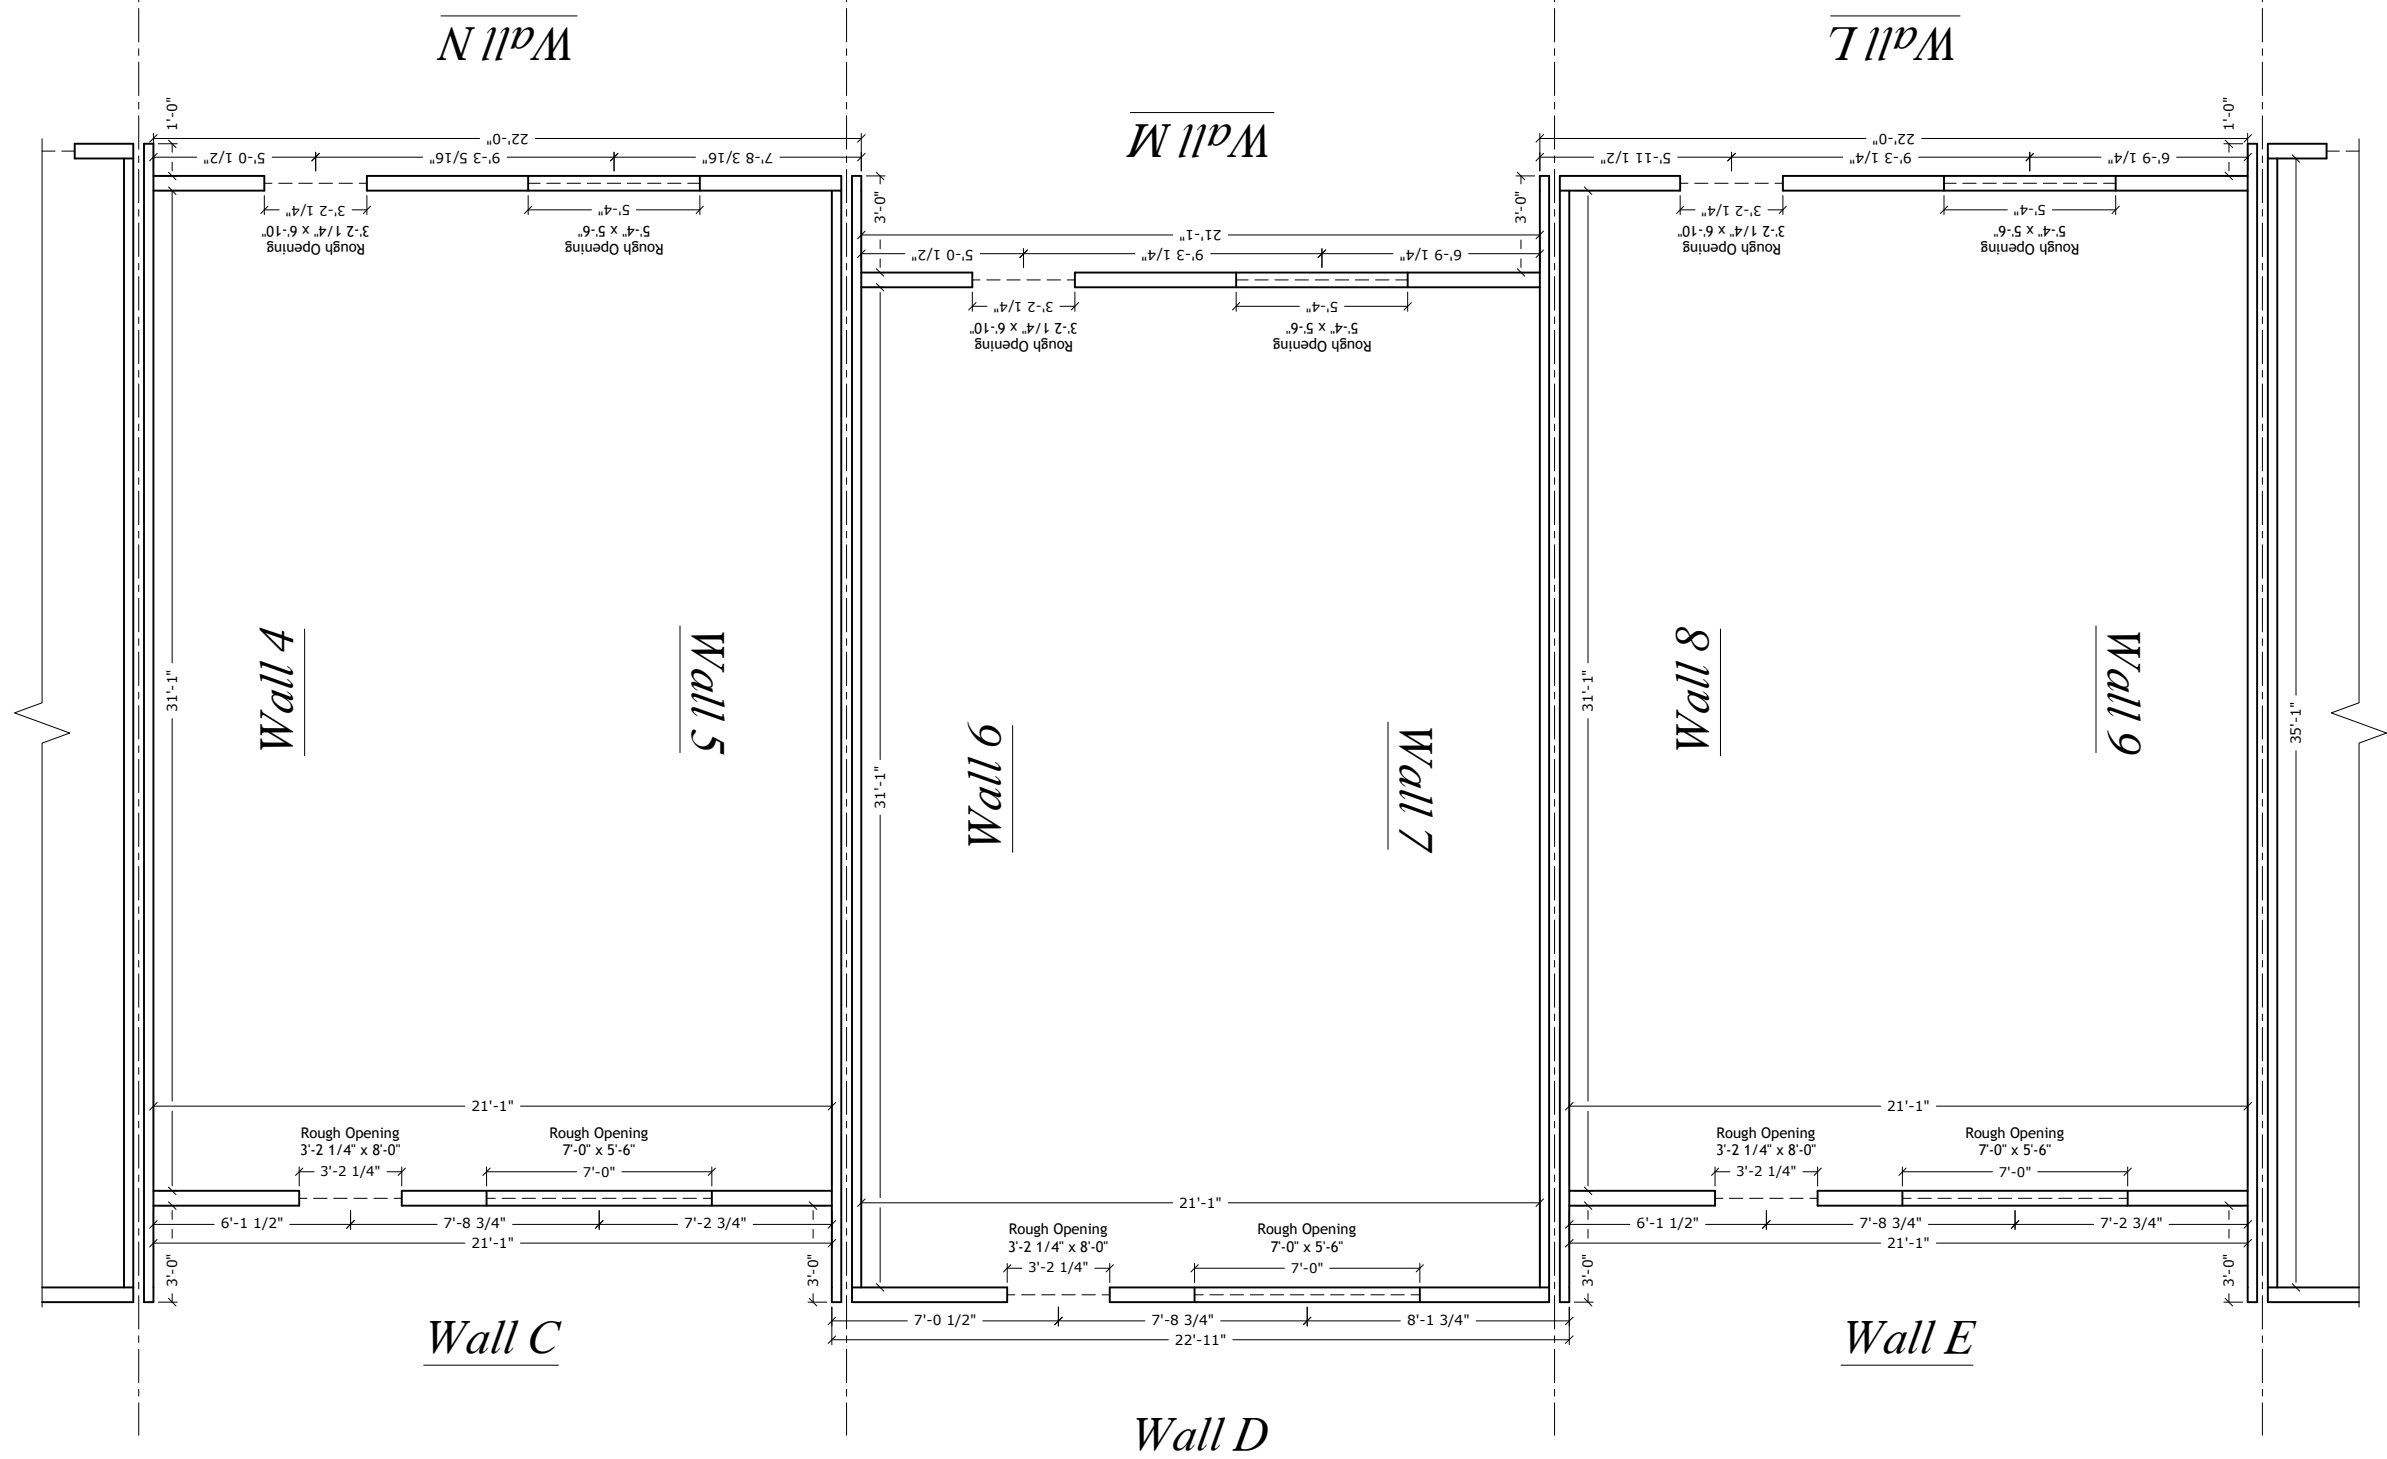 Wall N
Wall L
Wall M
1'-0"
22'-0"
5'-0 1/2"
9'-3 5/16"
7'-8 3/16"
22'-0"
1'-0"
5'-11 1/2"
9'-3 1/4"
6'-9 1/4"
3'-2 1/4"
3'-2 1/4" x 6'-10"
Rough Opening
5'-4"
5'-4" x 5'-6"
Rough Opening
3'-0"
21'-1"
5'-0 1/2"
9'-3 1/4"
6'-9 1/4"
3'-0"
3'-2 1/4"
3'-2 1/4" x 6'-10"
Rough Opening
5'-4"
5'-4" x 5'-6"
Rough Opening
3'-2 1/4"
3'-2 1/4" x 6'-10"
Rough Opening
5'-4"
5'-4" x 5'-6"
Rough Opening
31'-1"
Wall 4
Wall 5
31'-1"
Wall 6
Wall 7
31'-1"
Wall 8
Wall 9
35'-1"
21'-1"
Rough Opening
3'-2 1/4" x 8'-0"
3'-2 1/4"
Rough Opening
7'-0" x 5'-6"
7'-0"
6'-1 1/2"
7'-8 3/4"
7'-2 3/4"
21'-1"
3'-0"
3'-0"
21'-1"
Rough Opening
3'-2 1/4" x 8'-0"
3'-2 1/4"
Rough Opening
7'-0" x 5'-6"
7'-0"
7'-0 1/2"
7'-8 3/4"
8'-1 3/4"
22'-11"
21'-1"
Rough Opening
3'-2 1/4" x 8'-0"
3'-2 1/4"
Rough Opening
7'-0" x 5'-6"
7'-0"
6'-1 1/2"
7'-8 3/4"
7'-2 3/4"
21'-1"
3'-0"
3'-0"
Wall C
Wall E
Wall D